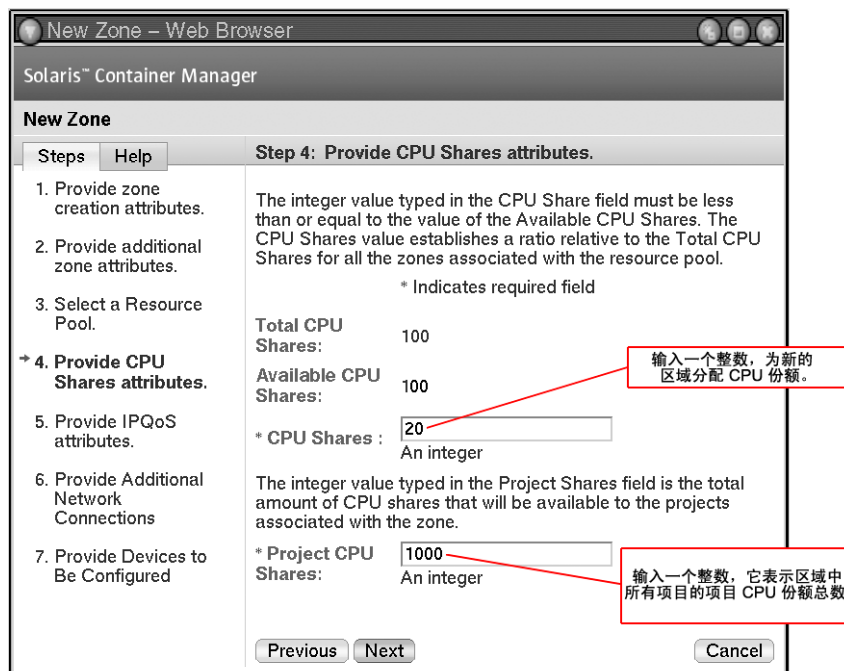 New Zone – Web Browser
Solaris™ Container Manager
New Zone
Steps
Help
1. Provide zone
creation attributes.
2. Provide additional
zone attributes.
3. Select a Resource
Pool.
4. Provide CPU
Shares attributes.
5. Provide IPQoS
attributes.
6. Provide Additional
Network
Connections
7. Provide Devices to
Be Configured
Step 4: Provide CPU Shares attributes.
The integer value typed in the CPU Share field must be less
than or equal to the value of the Available CPU Shares. The
CPU Shares value establishes a ratio relative to the Total CPU
Shares for all the zones associated with the resource pool.
* Indicates required field
Total CPU
Shares:
100
Available CPU
Shares:
100
* CPU Shares :
20
An integer
输入一个整数，为新的
区域分配 CPU 份额。
The integer value typed in the Project Shares field is the total
amount of CPU shares that will be available to the projects
associated with the zone.
* Project CPU
Shares:
1000
An integer
输入一个整数，它表示区域中
所有项目的项目 CPU 份额总数
Previous
Next
Cancel